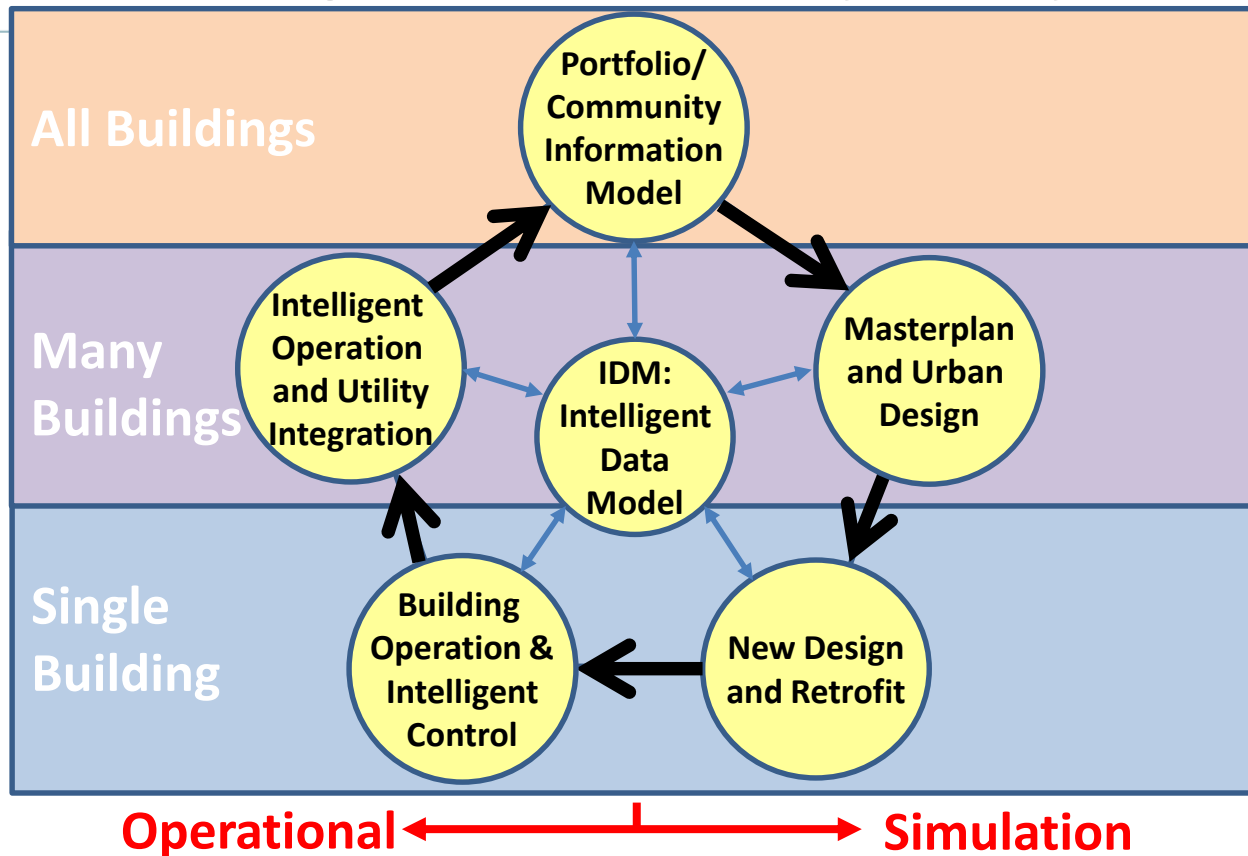 All Buildings
Portfolio/
Community
Information
Model
Many
Buildings
Intelligent
Operation
and Utility
Integration
IDM:
Intelligent
Data
Model
Masterplan
and Urban
Design
Single
Building
Building
Operation &
Intelligent
Control
New Design
and Retrofit
Operational
Simulation